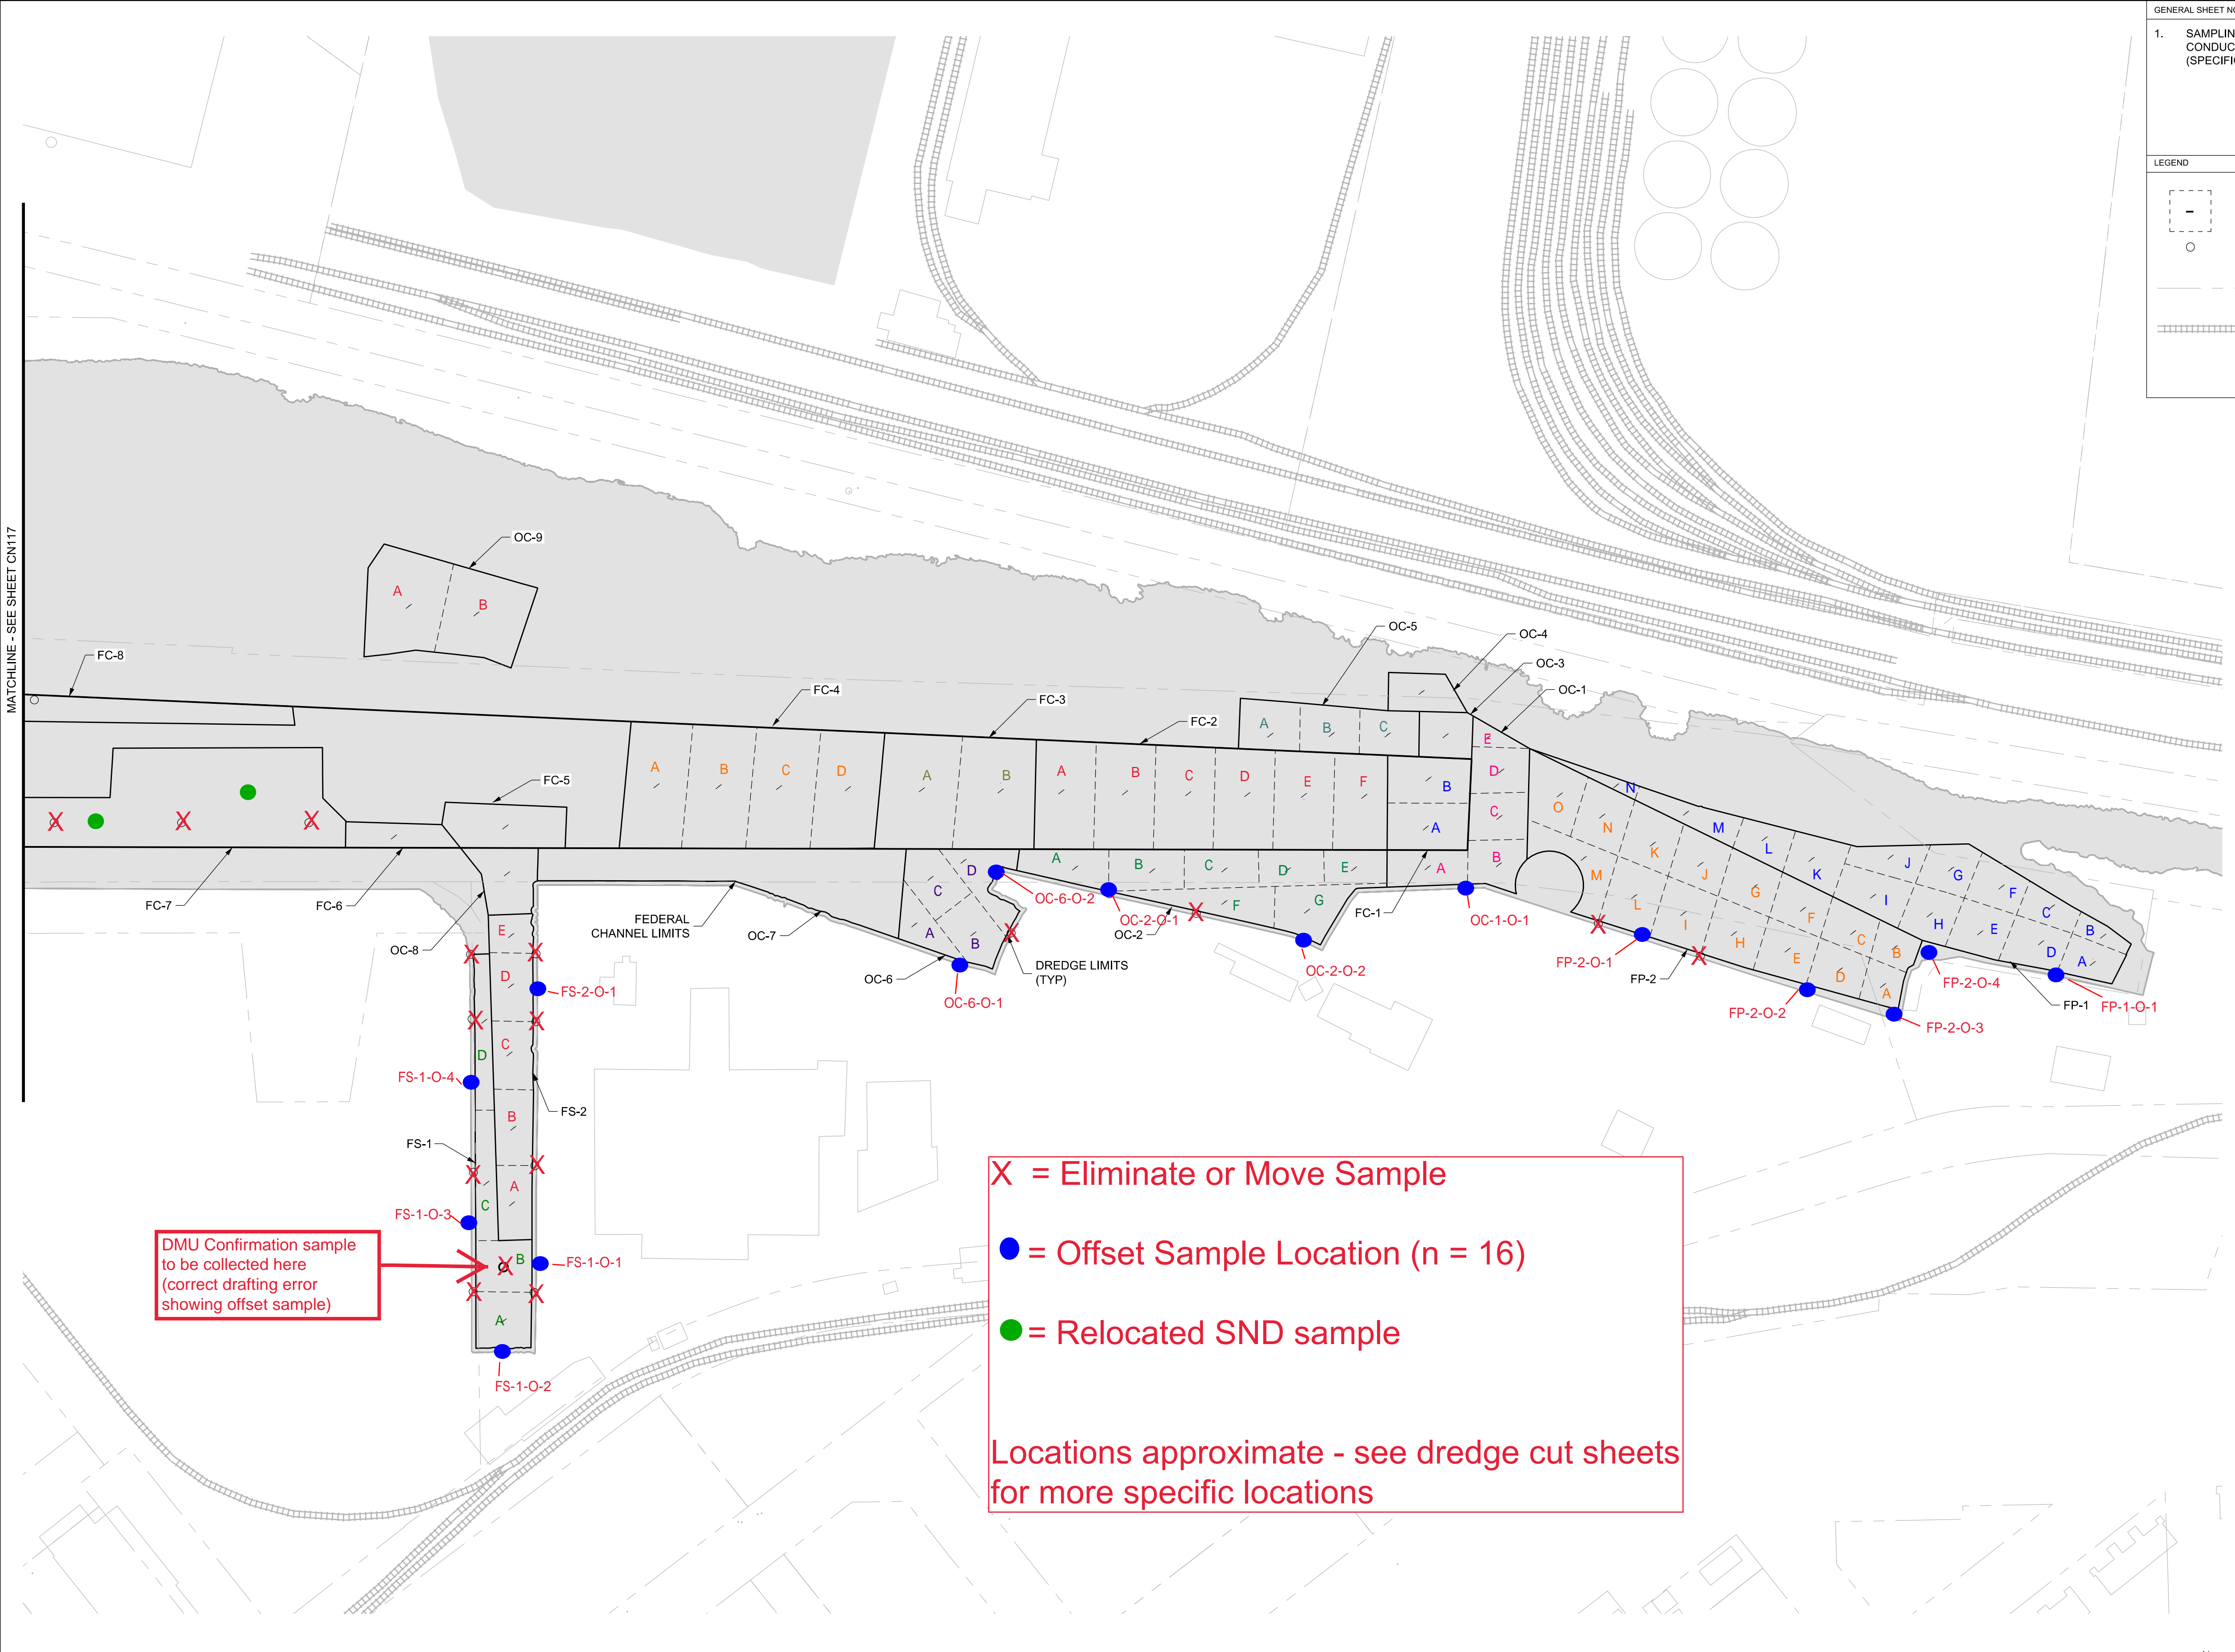 GENERAL SHEET NO
1. SAMPLIN
CONDUC
(SPECIFI
LEGEND
MATCHLINE - SEE SHEET CN117
OC-9
A
B
FC-8
FC-4
FC-3
FC-2
OC-5
OC-4
OC-3
OC-1
A
B
C
E
D
C
B
A
A
B
C
D
A
B
A
B
C
D
E
F
B
A
FC-5
X
X
X
FC-7
FC-6
OC-8
FEDERAL
CHANNEL LIMITS
OC-7
OC-6
A
B
C
D
X
OC-6-O-2
OC-6-O-1
DREDGE LIMITS
(TYP)
A
B
C
D
E
F
G
X
OC-2-O-1
OC-2
OC-2-O-2
FC-1
OC-1-O-1
O
N
M
L
K
J
I
H
G
F
E
D
C
B
A
N
M
L
K
J
I
H
G
F
E
D
C
B
A
X
X
FP-2-O-1
FP-2
FP-2-O-2
FP-2-O-3
FP-2-O-4
FP-1
FP-1-O-1
E
D
C
B
A
D
C
B
A
X
X
X
X
X
X
X
X
X
FS-2-O-1
FS-1-O-4
FS-2
FS-1
FS-1-O-3
FS-1-O-1
FS-1-O-2
DMU Confirmation sample
to be collected here
(correct drafting error
showing offset sample)
X = Eliminate or Move Sample
= Offset Sample Location (n = 16)
= Relocated SND sample
Locations approximate - see dredge cut sheets
for more specific locations